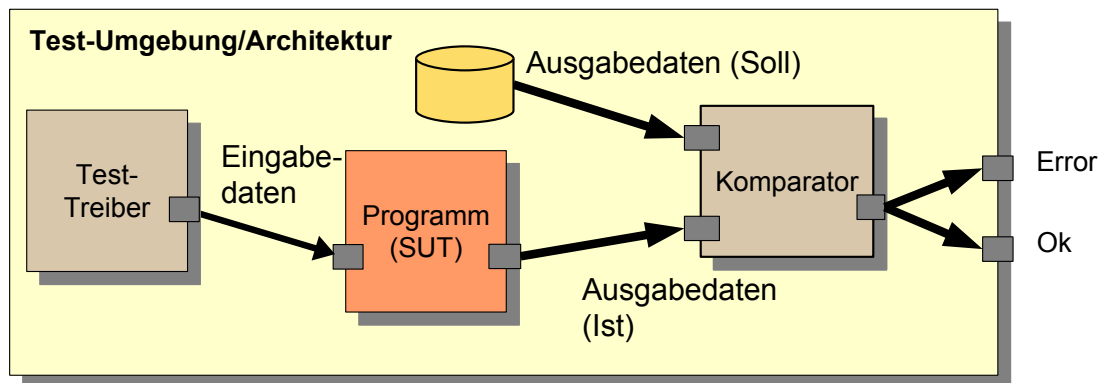 Test-Umgebung/Architektur
Ausgabedaten (Soll)
Test-
Treiber
Eingabe-
daten
Programm
(SUT)
Komparator
Ausgabedaten
(Ist)
Error
Ok